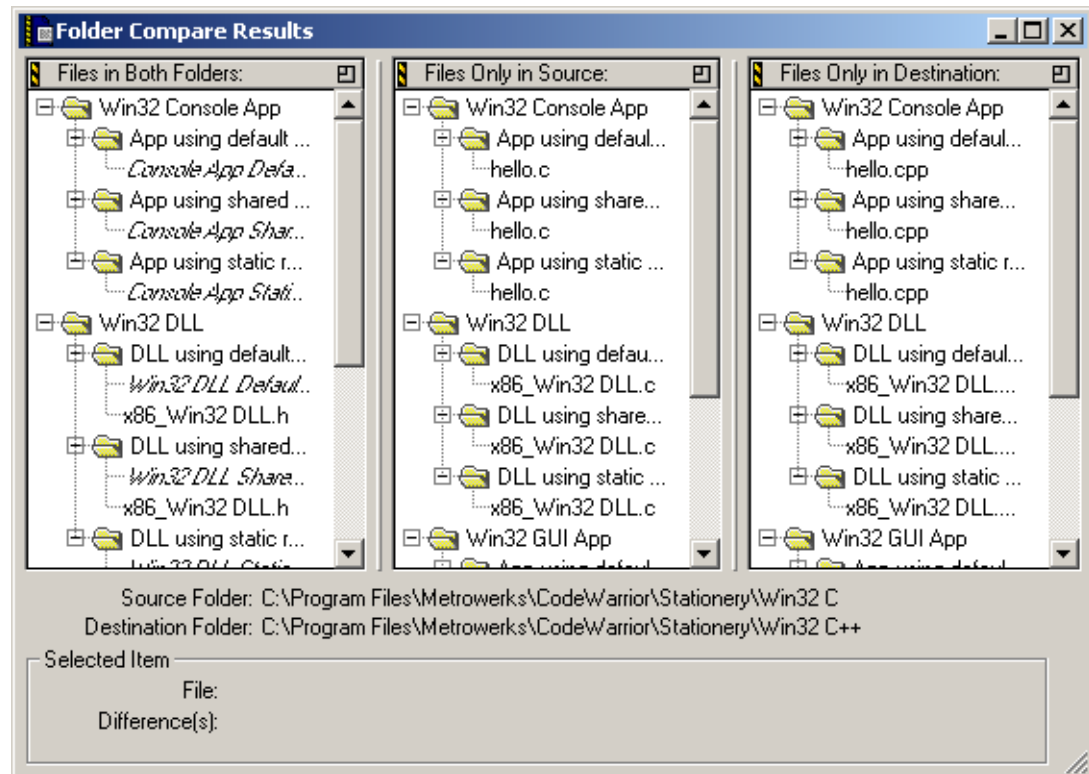 Folder Compare Results
Files in Both Folders:
Win32 Console App
App using default ...
Console App Defa...
App using shared ...
Console App Shar...
App using static r...
Console App Stati...
Win32 DLL
DLL using default...
Win32 DLL Defaul...
x86_Win32 DLL.h
DLL using shared...
Win32 DLL Share...
x86_Win32 DLL.h
DLL using static r...
Files Only in Source:
Win32 Console App
App using defaul...
hello.c
App using share...
hello.c
App using static ...
hello.c
Win32 DLL
DLL using defau...
x86_Win32 DLL.c
DLL using share...
x86_Win32 DLL.c
DLL using static ...
x86_Win32 DLL.c
Win32 GUI App
Files Only in Destination:
Win32 Console App
App using defaul...
hello.cpp
App using share...
hello.cpp
App using static r...
hello.cpp
Win32 DLL
DLL using defaul...
x86_Win32 DLL....
DLL using share...
x86_Win32 DLL....
DLL using static ...
x86_Win32 DLL....
Win32 GUI App
Source Folder: C:\Program Files\Metrowerks\CodeWarrior\Stationery\Win32 C
Destination Folder: C:\Program Files\Metrowerks\CodeWarrior\Stationery\Win32 C++
Selected Item
File:
Difference(s):